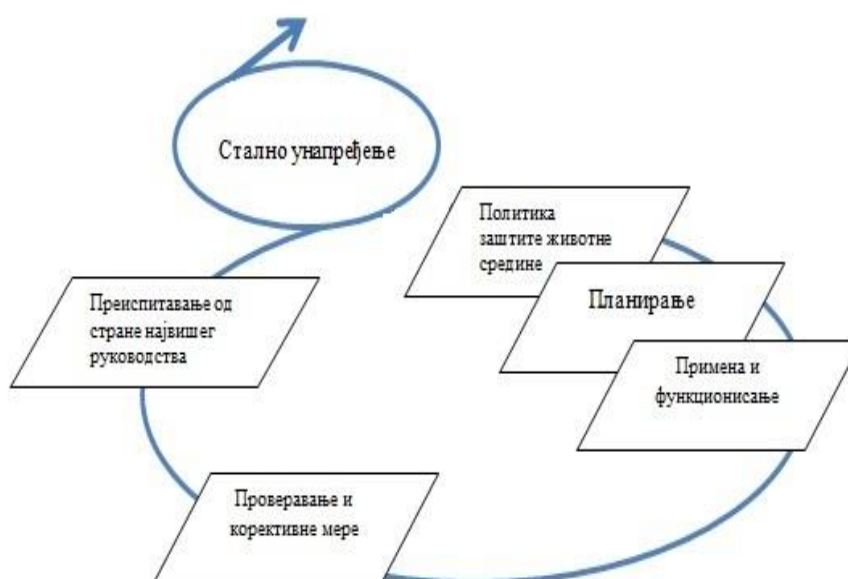 Стално унапређење
Политика
заштите животне
средине
Планирање
Примена и
функционисање
Проверавање и
корективне мере
Преиспитавање од
стране највишег
руководства